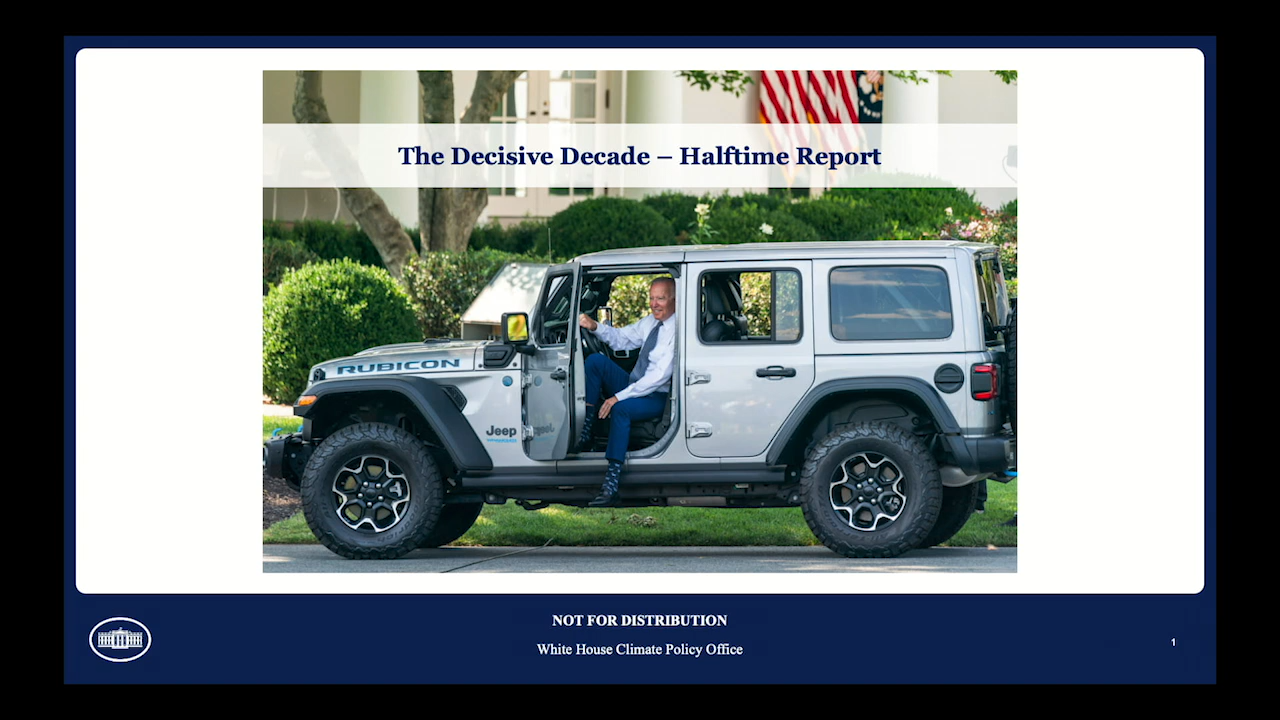 The Decisive Decade – Halftime Report
RUBICON
Jeep
NOT FOR DISTRIBUTION
White House Climate Policy Office
1